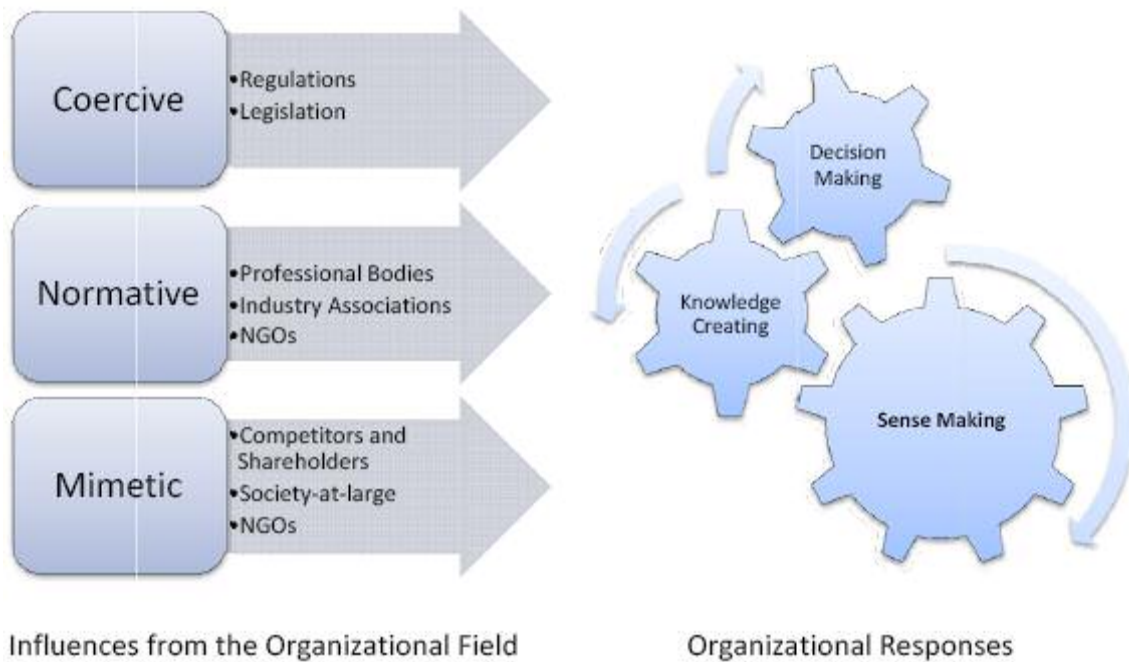 Coercive
•Regulations
•Legislation
Normative
•Professional Bodies
•Industry Associations
•NGOs
Mimetic
•Competitors and
Shareholders
•Society-at-large
•NGOs
Decision
Making
Knowledge
Creating
Sense Making
Influences from the Organizational Field
Organizational Responses